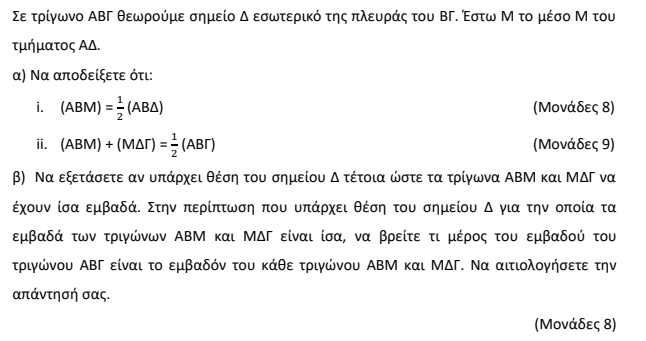 Σε τρίγωνο ΑΒΓ θεωρούμε σημείο Δ εσωτερικό της πλευράς του ΒΓ. Έστω Μ το μέσο Μ του
τμήματος ΑΔ.
α) Να αποδείξετε ότι:
i. (ΑΒΜ) = 1/2 (ΑΒΔ) (Μονάδες 8)
ii. (ΑΒΜ) + (ΜΔΓ) = 1/2 (ΑΒΓ) (Μονάδες 9)
β) Να εξετάσετε αν υπάρχει θέση του σημείου Δ τέτοια ώστε τα τρίγωνα ΑΒΜ και ΜΔΓ να
έχουν ίσα εμβαδά. Στην περίπτωση που υπάρχει θέση του σημείου Δ για την οποία τα
εμβαδά των τριγώνων ΑΒΜ και ΜΔΓ είναι ίσα, να βρείτε τι μέρος του εμβαδού του
τριγώνου ΑΒΓ είναι το εμβαδόν του κάθε τριγώνου ΑΒΜ και ΜΔΓ. Να αιτιολογήσετε την
απάντησή σας.
(Μονάδες 8)